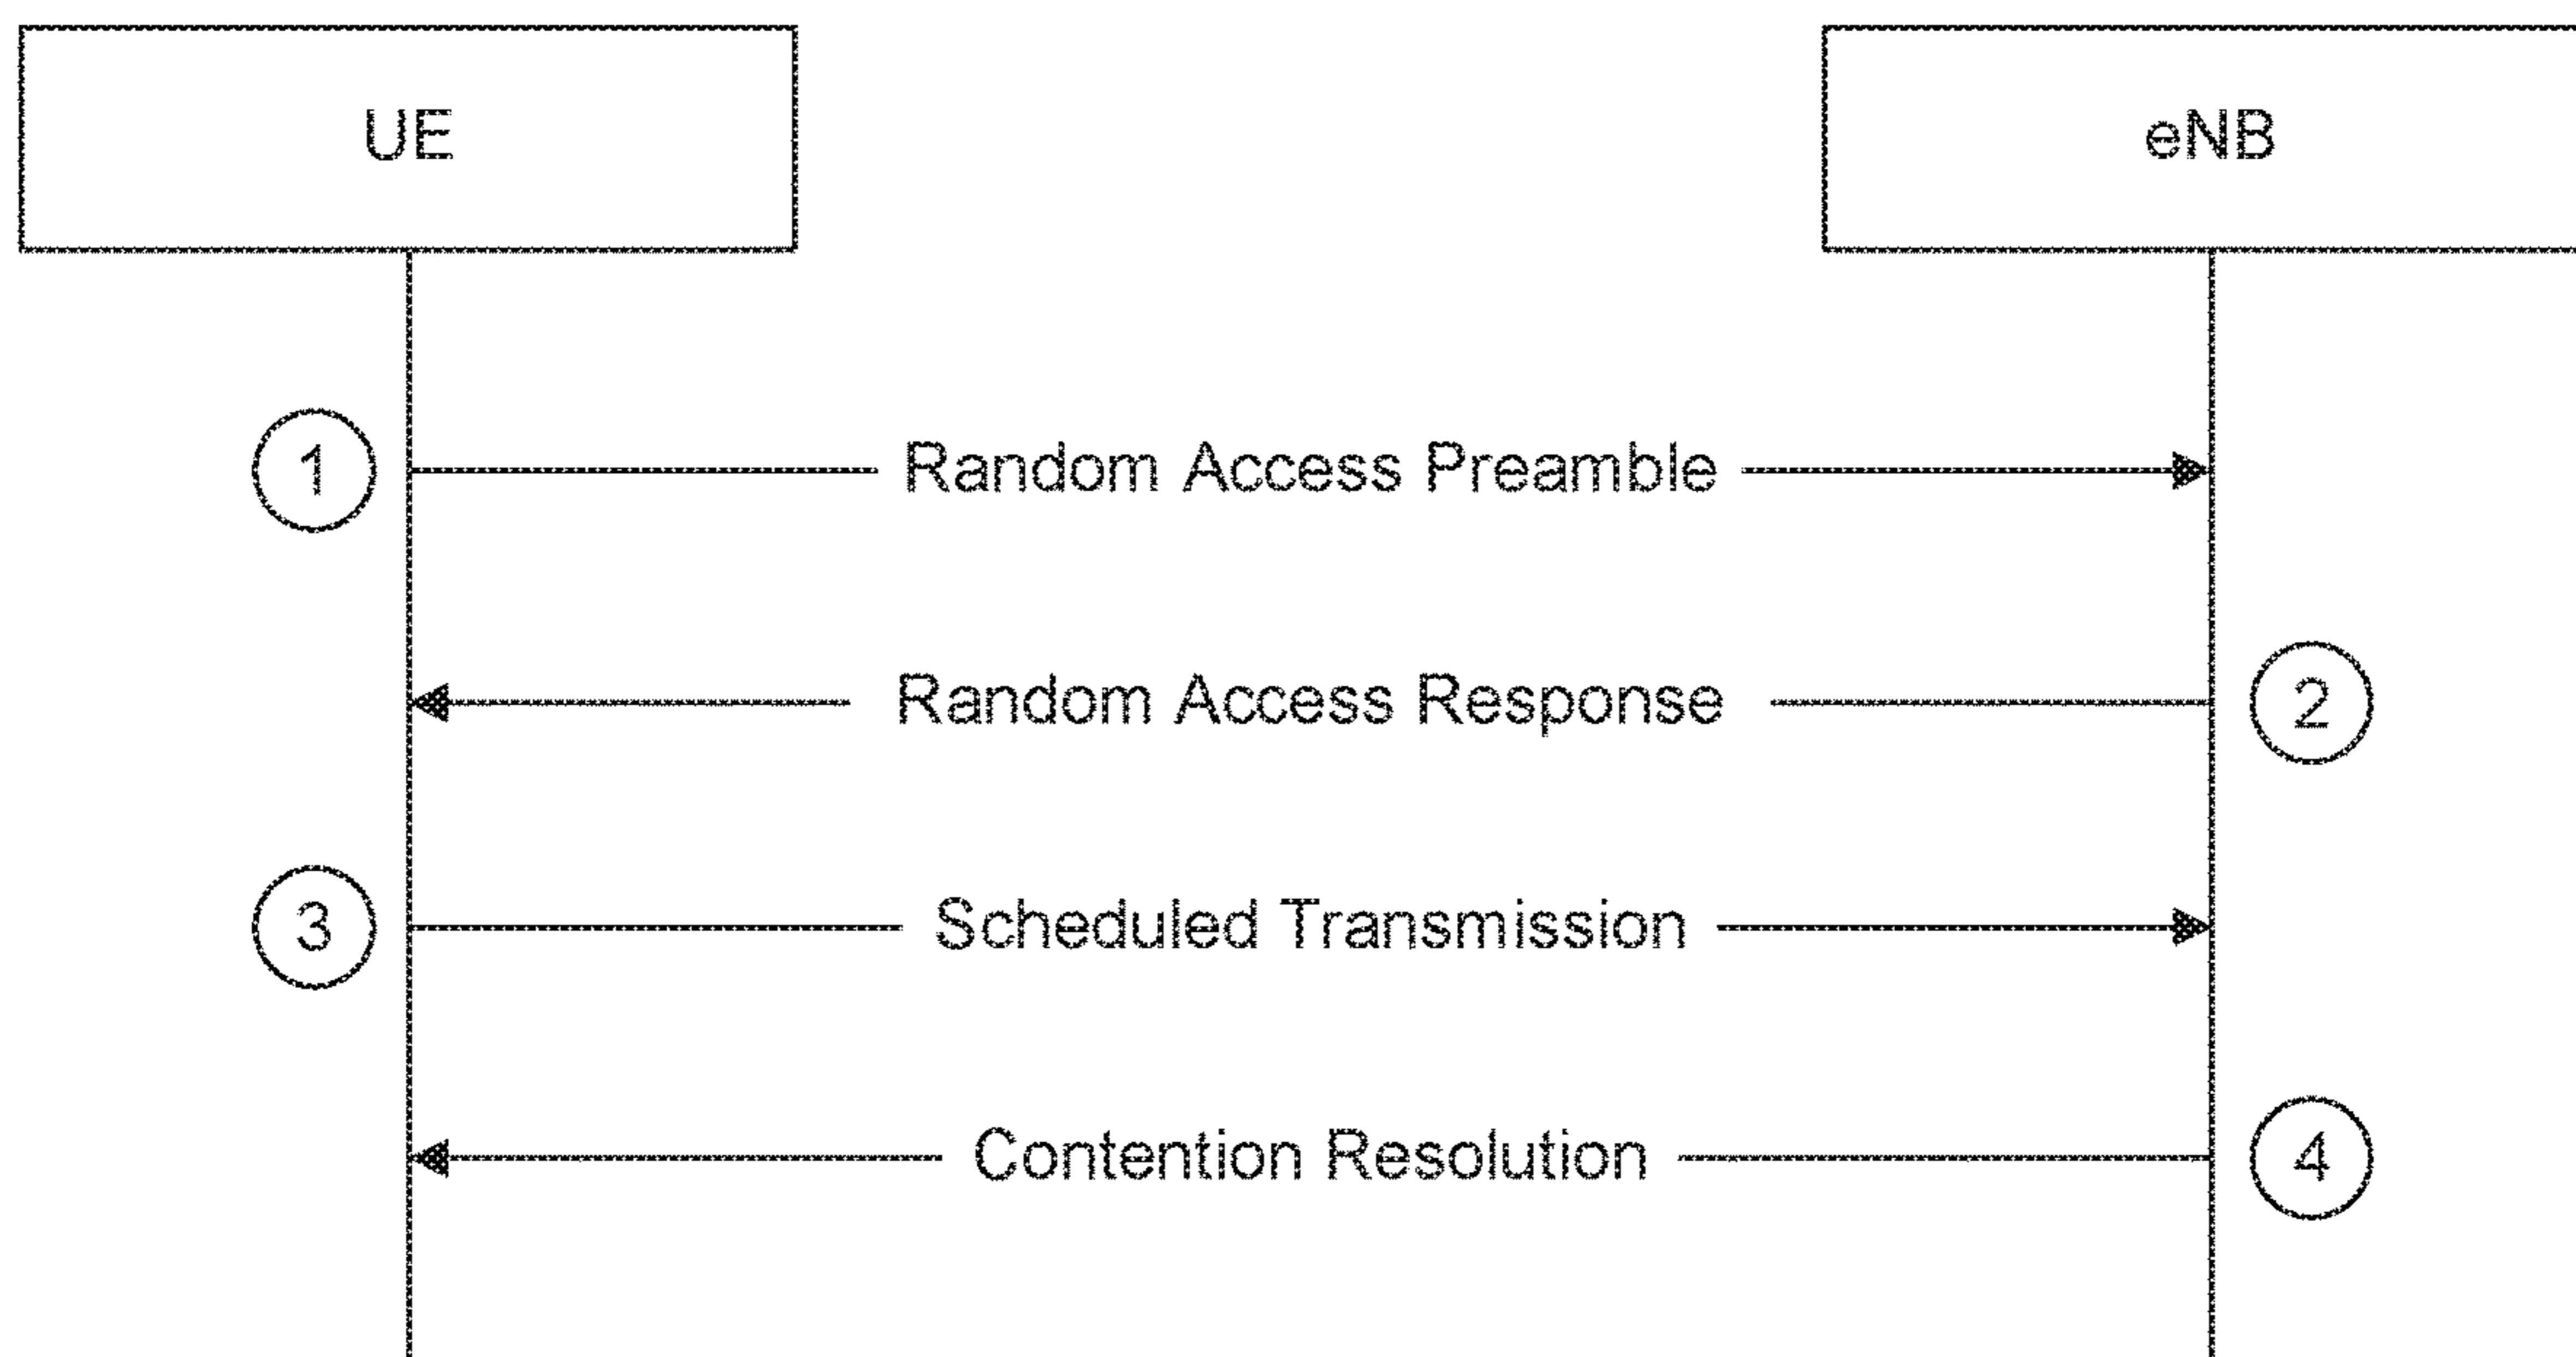 UE
eNB
1
Random Access Preamble
Random Access Response
2
3
Scheduled Transmission
Contention Resolution
4